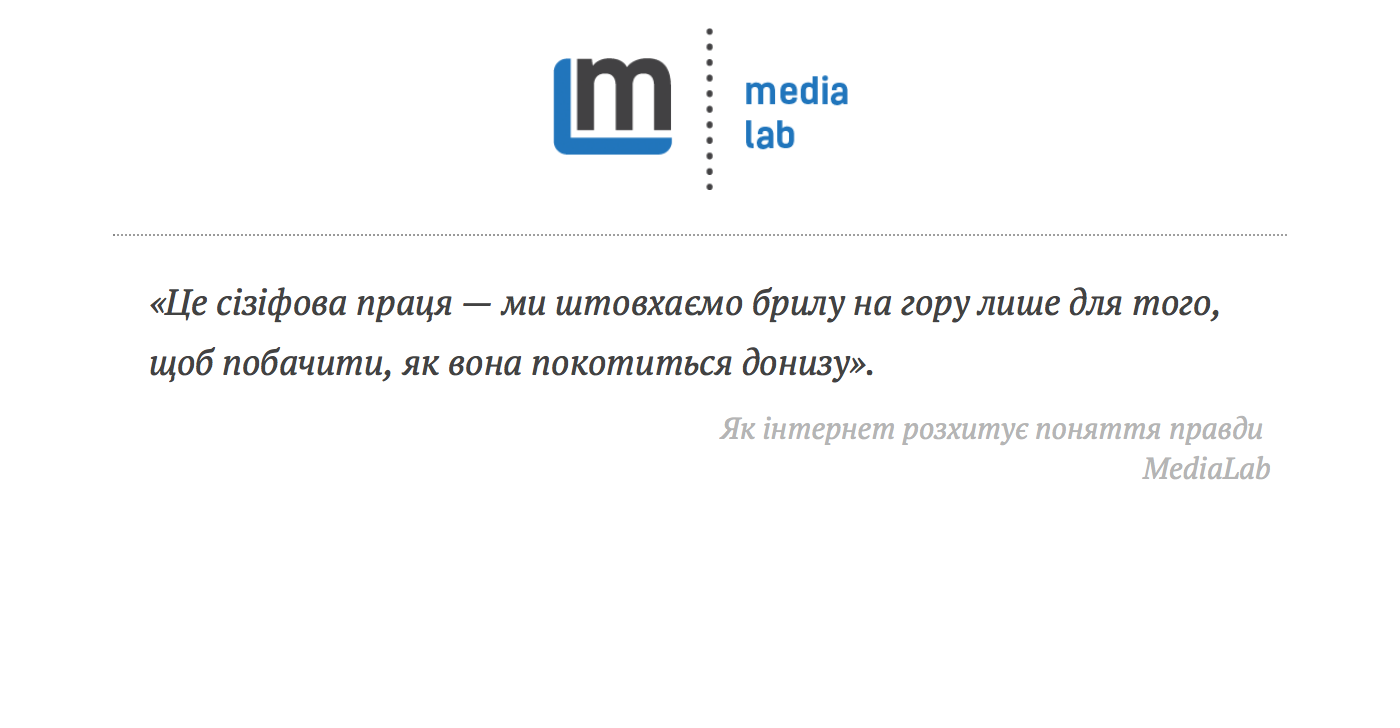 m
media
lab
«Це сізіфова праця — ми штовхаємо брилу на гору лише для того,
щоб побачити, як вона покотиться донизу».
Як інтернет розхитує поняття правди
MediaLab